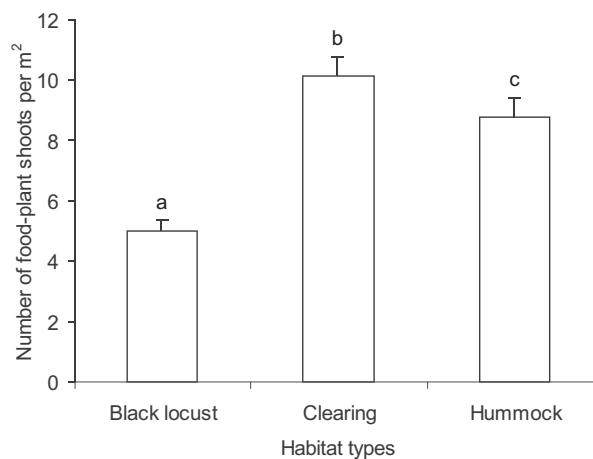 Number of food-plant shoots per m²
12
10
8
6
4
2
0
a
b
c
Black locust
Clearing
Hummock
Habitat types